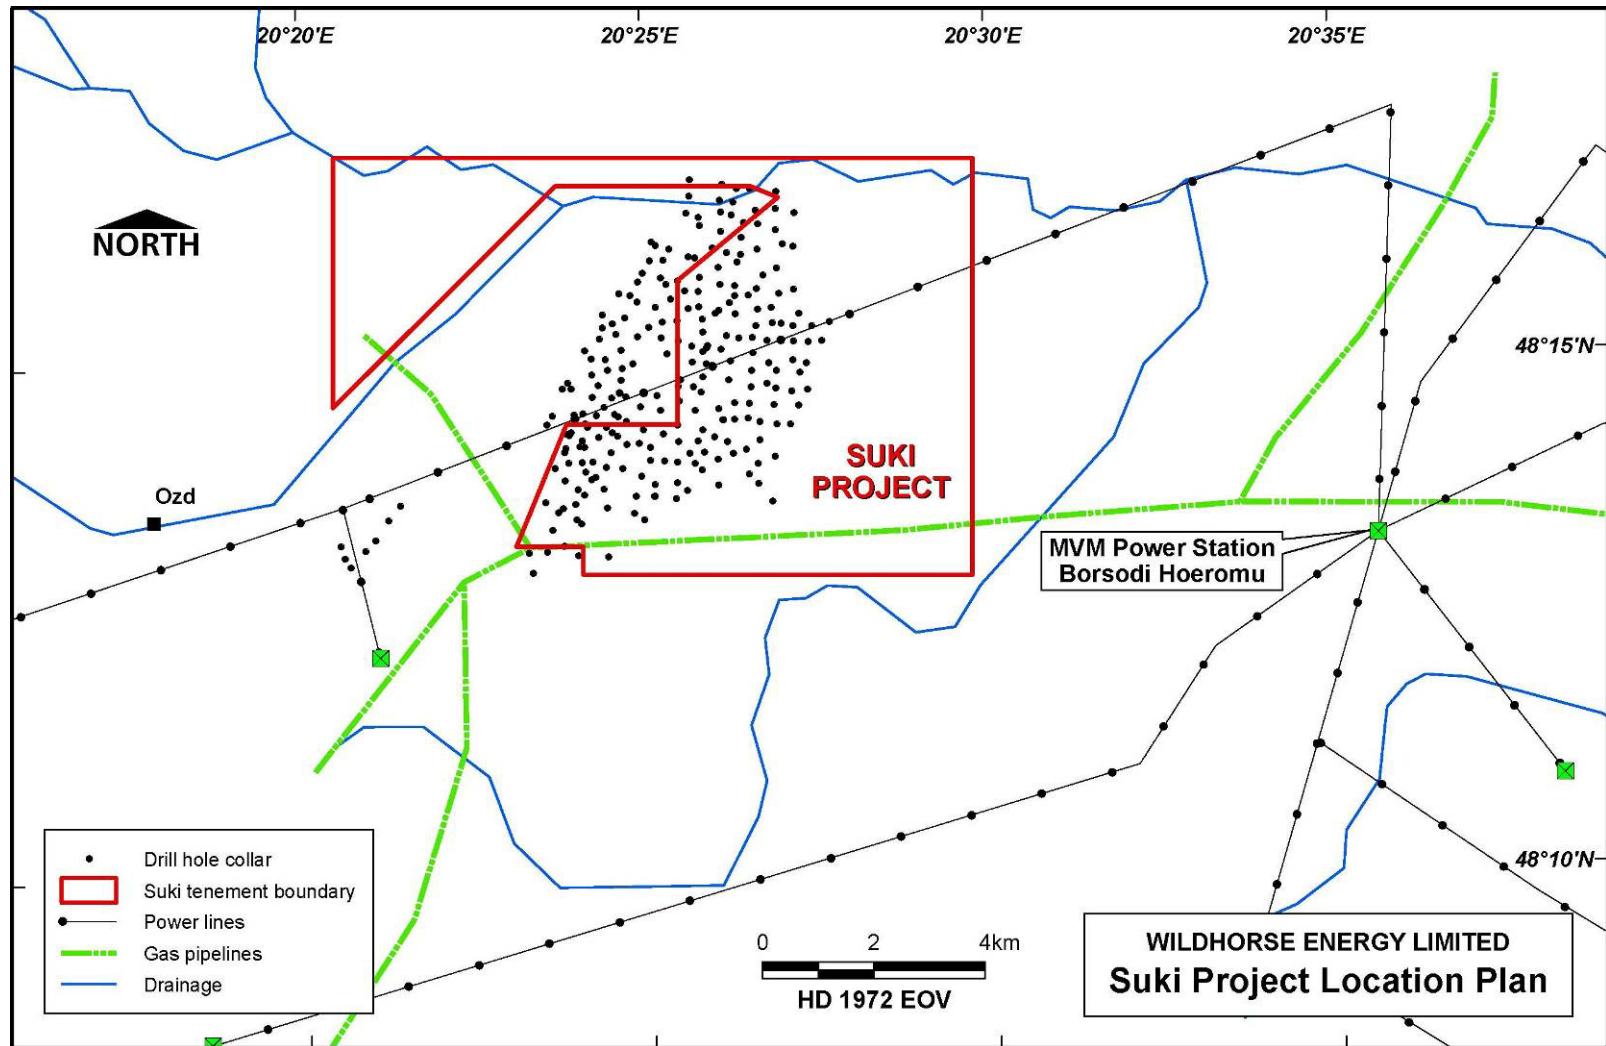 20°20'E
20°25'E
20°30'E
20°35'E
NORTH
48°15'N
SUKI
PROJECT
Ozd
MVM Power Station
Borsodi Hoeromu
48°10'N
Drill hole collar
Suki tenement boundary
Power lines
Gas pipelines
Drainage
0 2 4km
HD 1972 EOV
WILDHORSE ENERGY LIMITED
Suki Project Location Plan